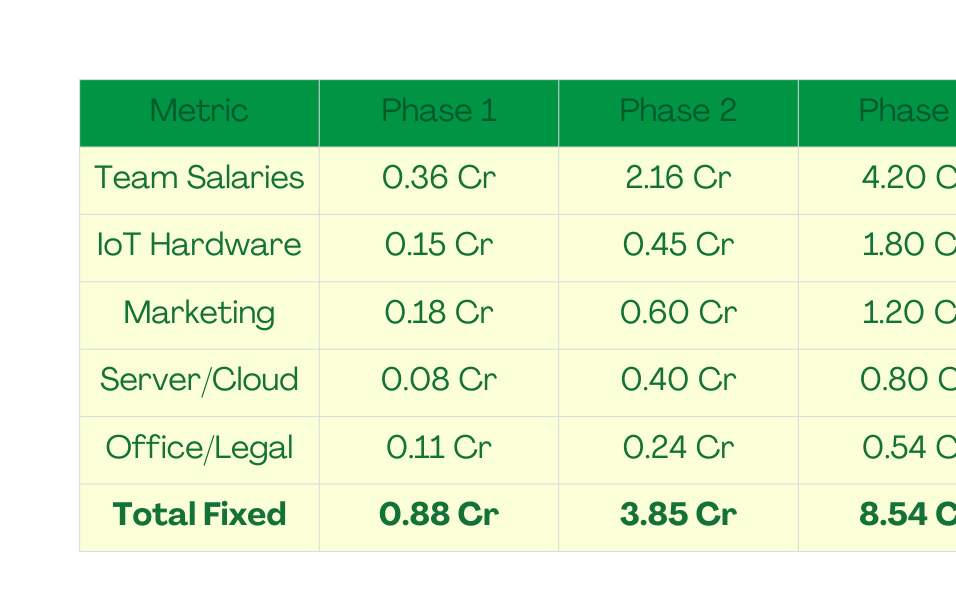 Metric Phase 1 Phase 2 Phase
Team Salaries 0.36 Cr 2.16 Cr 4.20 C
IoT Hardware 0.15 Cr 0.45 Cr 1.80 C
Marketing 0.18 Cr 0.60 Cr 1.20 C
Server/Cloud 0.08 Cr 0.40 Cr 0.80 C
Office/Legal 0.11 Cr 0.24 Cr 0.54 C
Total Fixed 0.88 Cr 3.85 Cr 8.54 C